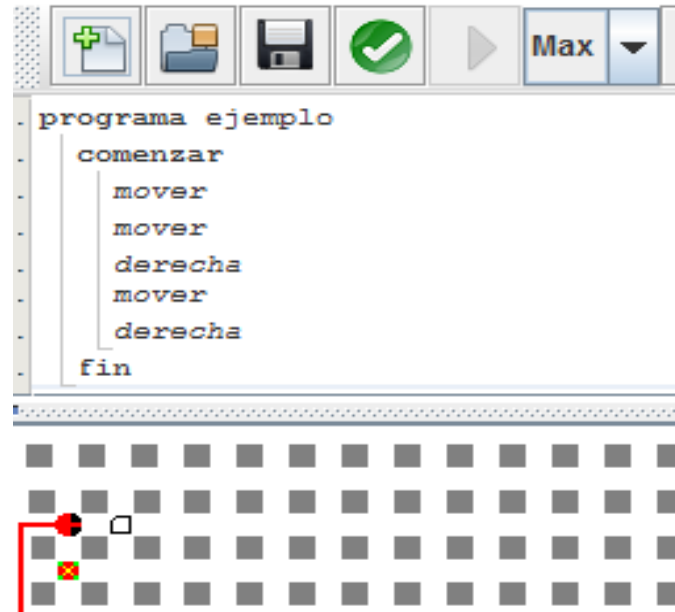 Max
programa ejemplo
comenzar
mover
mover
derecha
mover
derecha
fin